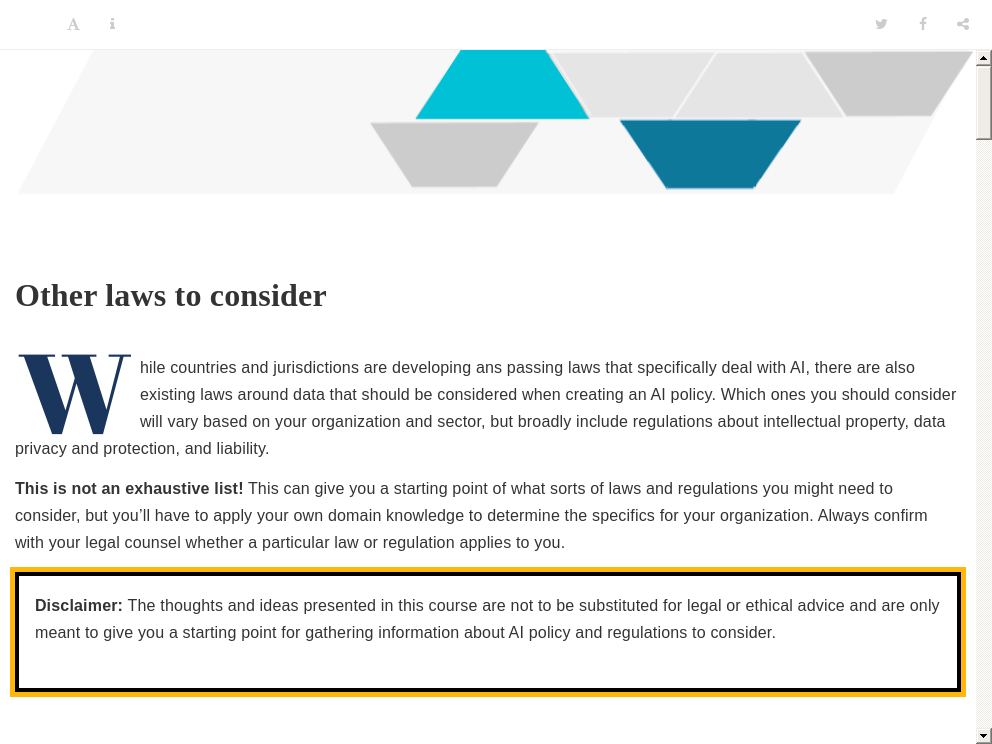 Other laws to consider
While countries and jurisdictions are developing ans passing laws that specifically deal with AI, there are also
existing laws around data that should be considered when creating an AI policy. Which ones you should consider
will vary based on your organization and sector, but broadly include regulations about intellectual property, data
privacy and protection, and liability.
This is not an exhaustive list! This can give you a starting point of what sorts of laws and regulations you might need to
consider, but you’ll have to apply your own domain knowledge to determine the specifics for your organization. Always confirm
with your legal counsel whether a particular law or regulation applies to you.
Disclaimer: The thoughts and ideas presented in this course are not to be substituted for legal or ethical advice and are only
meant to give you a starting point for gathering information about AI policy and regulations to consider.